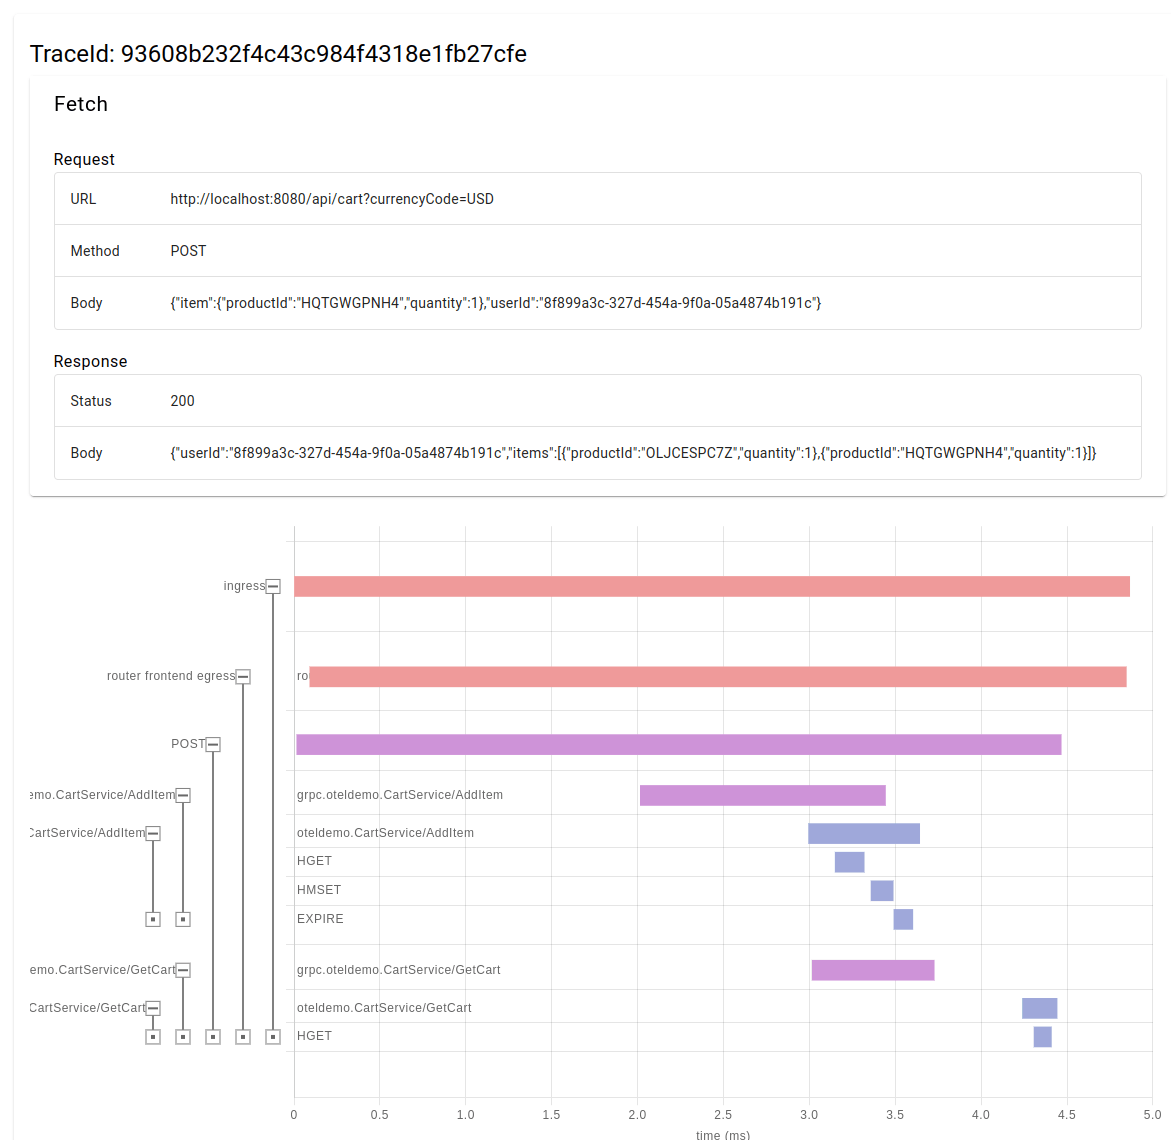 TraceId: 93608b232f4c43c984f4318e1fb27cfe
Fetch
Request
URL http://localhost:8080/api/cart?currencyCode=USD
Method POST
Body {"item":{"productId":"HQTGWGPNH4","quantity":1},"userId":"8f899a3c-327d-454a-9f0a-05a4874b191c"}
Response
Status 200
Body {"userId":"8f899a3c-327d-454a-9f0a-05a4874b191c","items":[{"productId":"OLJCESPC7Z","quantity":1},{"productId":"HQTGWGPNH4","quantity":1}]}
ingress
router frontend egress ro
POST
emo.CartService/AddItem grpc.oteldemo.CartService/AddItem
CartService/AddItem oteldemo.CartService/AddItem
HGET
HMSET
EXPIRE
emo.CartService/GetCart grpc.oteldemo.CartService/GetCart
CartService/GetCart oteldemo.CartService/GetCart
HGET
0 0.5 1.0 1.5 2.0 2.5 3.0 3.5 4.0 4.5 5.0
time (ms)